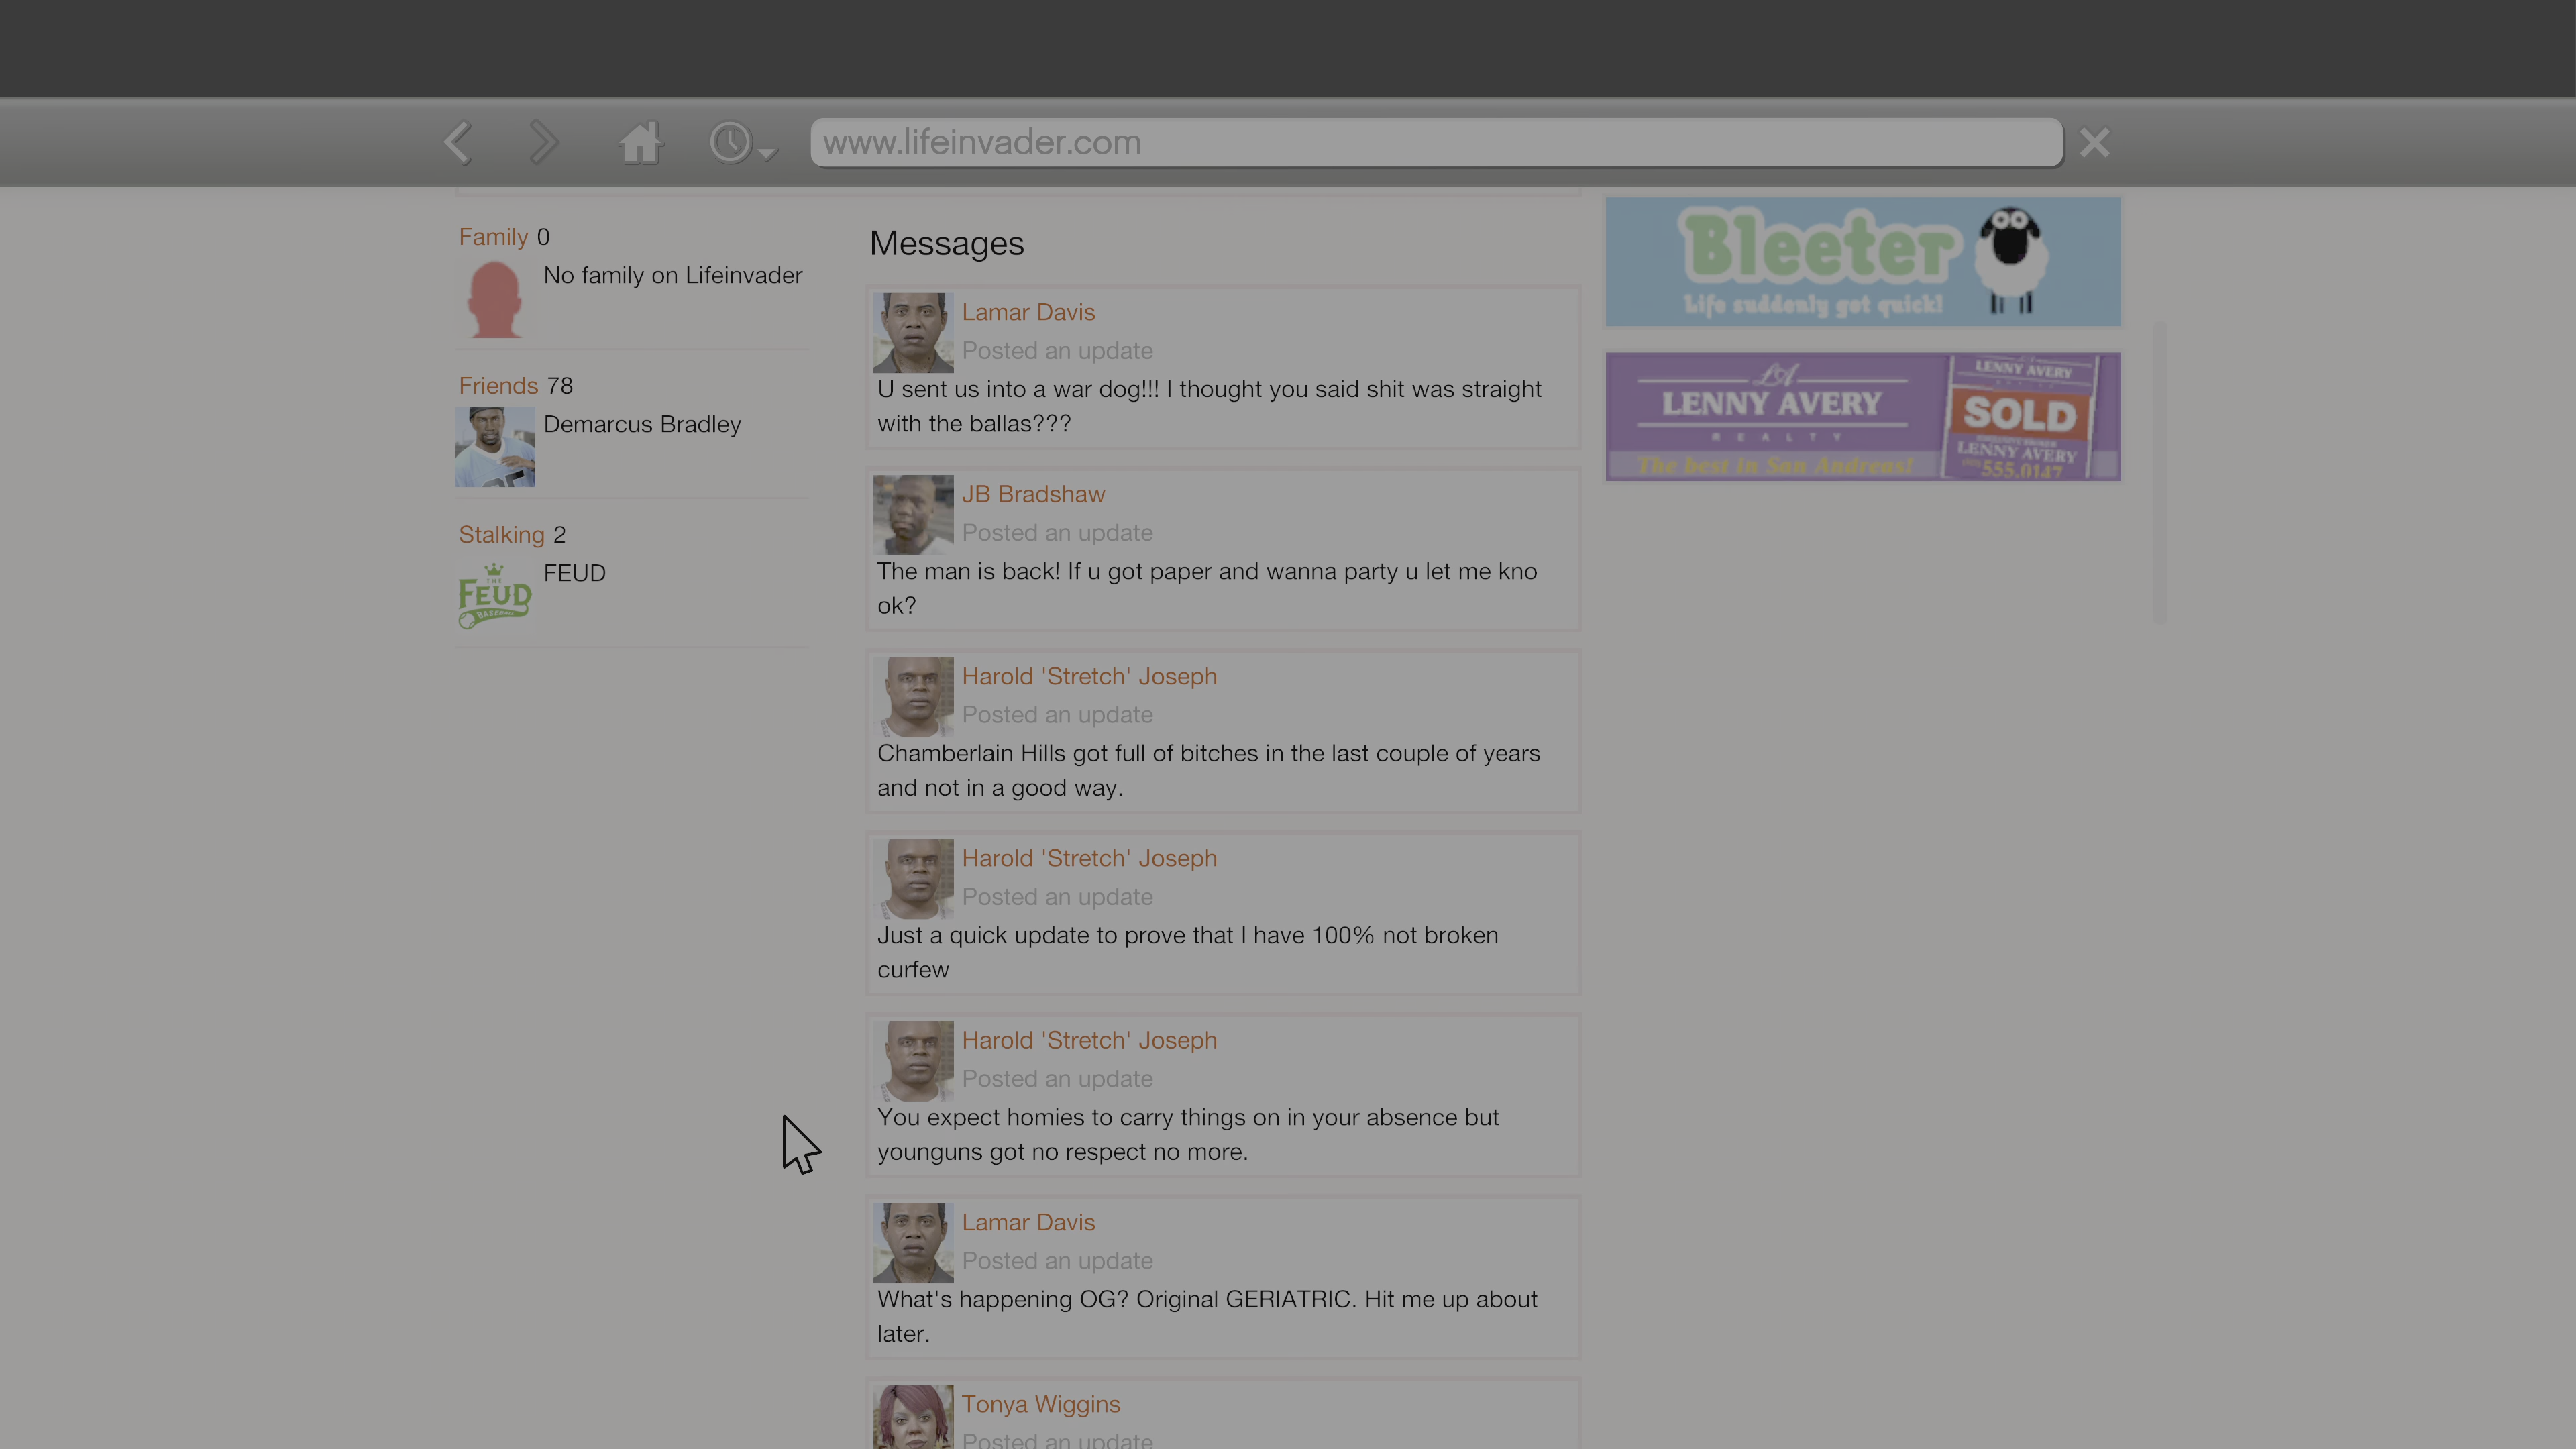 www.lifeinvader.com
Family 0
No family on Lifeinvader
Friends 78
Demarcus Bradley
Stalking 2
THE
FEUD
BASEBALL
FEUD
Messages
Lamar Davis
Posted an update
U sent us into a war dog!!! I thought you said shit was straight
with the ballas???
JB Bradshaw
Posted an update
The man is back! If u got paper and wanna party u let me kno
ok?
Harold 'Stretch' Joseph
Posted an update
Chamberlain Hills got full of bitches in the last couple of years
and not in a good way.
Harold 'Stretch' Joseph
Posted an update
Just a quick update to prove that I have 100% not broken
curfew
Harold 'Stretch' Joseph
Posted an update
You expect homies to carry things on in your absence but
younguns got no respect no more.
Lamar Davis
Posted an update
What's happening OG? Original GERIATRIC. Hit me up about
later.
Tonya Wiggins
Posted an update
Bleeter
Life suddenly got quick!
LA
LENNY AVERY
REALTY
The best in San Andreas!
LENNY AVERY
SOLD
LENNY AVERY
555.0147